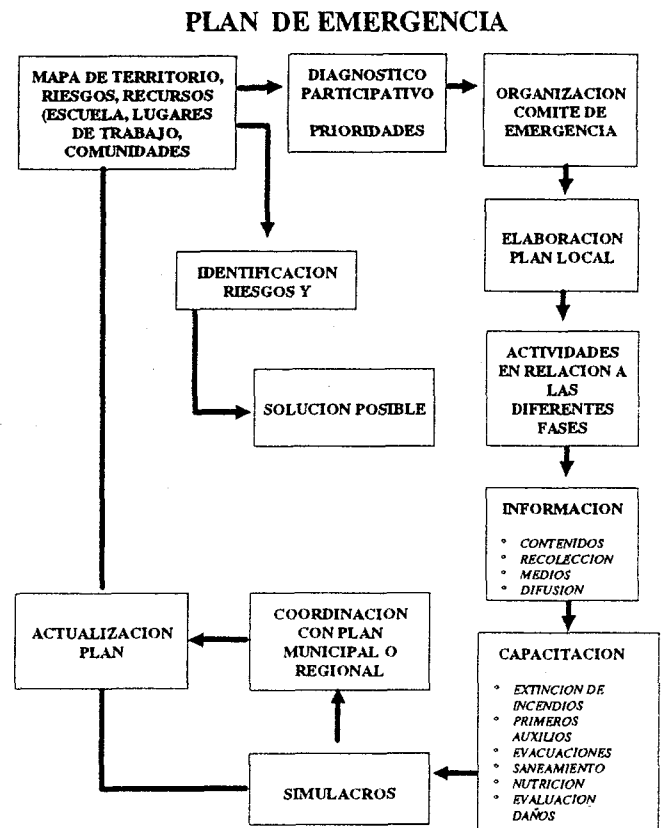 PLAN DE EMERGENCIA
MAPA DE TERRITORIO,
RIESGOS, RECURSOS
(ESCUELA, LUGARES
DE TRABAJO,
COMUNIDADES
DIAGNOSTICO
PARTICIPATIVO
PRIORIDADES
ORGANIZACION
COMITE DE
EMERGENCIA
ELABORACION
PLAN LOCAL
IDENTIFICACION
RIESGOS Y
ACTIVIDADES
EN RELACION A
LAS
DIFERENTES
FASES
SOLUCION POSIBLE
INFORMACION
° CONTENIDOS
° RECOLECCION
° MEDIOS
° DIFUSION
CAPACITACION
° EXTINCION DE
INCENDIOS
° PRIMEROS
AUXILIOS
° EVACUACIONES
° SANEAMIENTO
° NUTRICION
° EVALUACION
DAÑOS
SIMULACROS
COORDINACION
CON PLAN
MUNICIPAL O
REGIONAL
ACTUALIZACION
PLAN